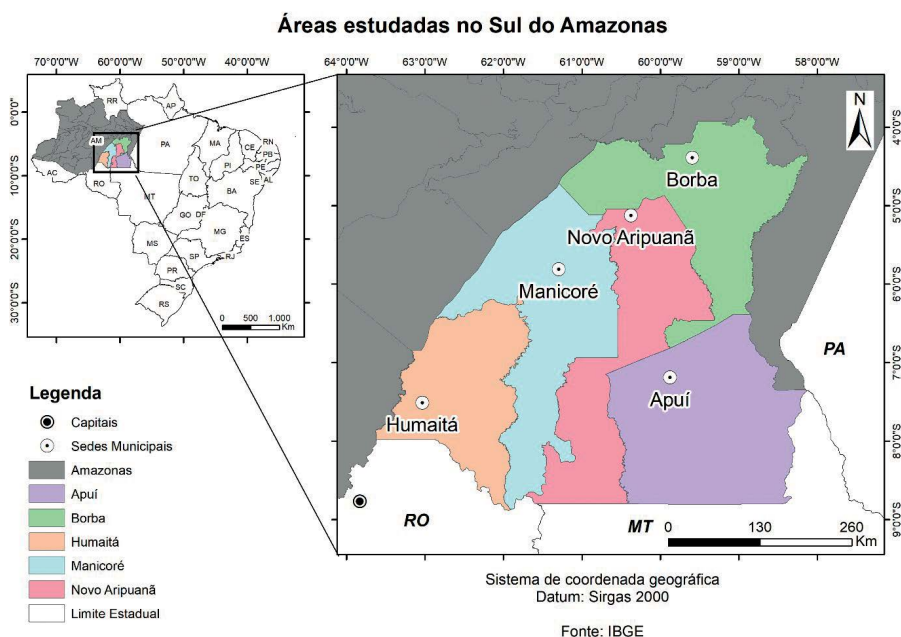 Áreas estudadas no Sul do Amazonas
70°0'0"O 60°0'0"O 50°0'0"O 40°0'0"O
0°0'0"
10°0'0"S
20°0'0"S
30°0'0"S
RR
AP
AM
PA
MA
CE
RN
PB
PE
AL
SE
PI
AC
RO
TO
BA
MT
GO
DF
MG
ES
MS
SP
RJ
PR
SC
RS
0 500 1.000
Km
64°0'0"O 63°0'0"O 62°0'0"O 61°0'0"O 60°0'0"O 59°0'0"O 58°0'0"O
N
4°0'0"S
5°0'0"S
6°0'0"S
7°0'0"S
8°0'0"S
9°0'0"S
Borba
Novo Aripuanã
Manicoré
PA
Apuí
Humaitá
RO
MT
0 130 260
Km
Legenda
Capitais
Sedes Municipais
Amazonas
Apuí
Borba
Humaitá
Manicoré
Novo Aripuanã
Limite Estadual
Sistema de coordenada geográfica
Datum: Sirgas 2000
Fonte: IBGE